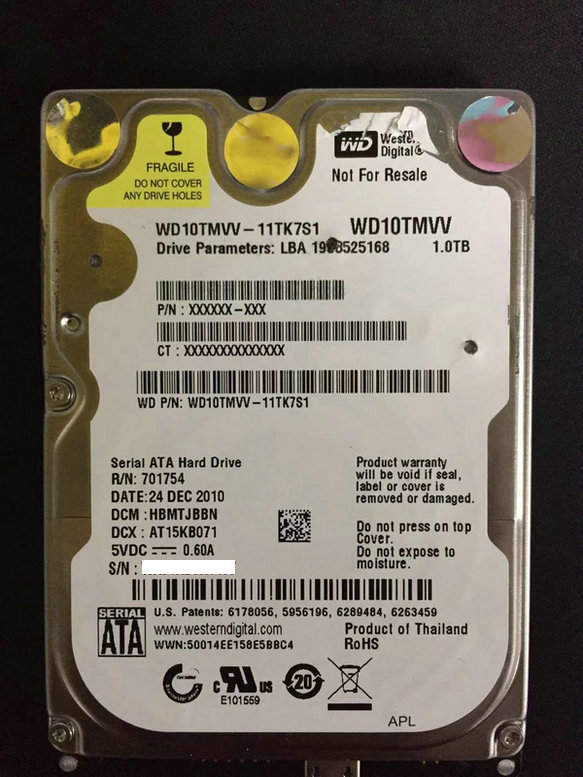 FRAGILE
DO NOT COVER
ANY DRIVE HOLES
WD Digital®
Not For Resale
WD10TMVV-11TK7S1 WD10TMVV
Drive Parameters: LBA 525168 1.0TB
P/N : XXXXXX-XXX
CT : XXXXXXXXXXXXXX
WD P/N: WD10TMVV-11TK7S1
Serial ATA Hard Drive
R/N: 701754
DATE:24 DEC 2010
DCM :HBMTJBBN
DCX : AT15KB071
5VDC 0.60A
S/N :
Product warranty
will be void if seal,
label or cover is
removed or damaged.
Do not press on top
Cover.
Do not expose to
moisture.
SERIAL
ATA
U.S. Patents: 6178056, 5956196, 6289484, 6263459
www.westerndigital.com
WWN:50014EE158E5BBC4
Product of Thailand
RoHS
c RU US
E101559
20
APL